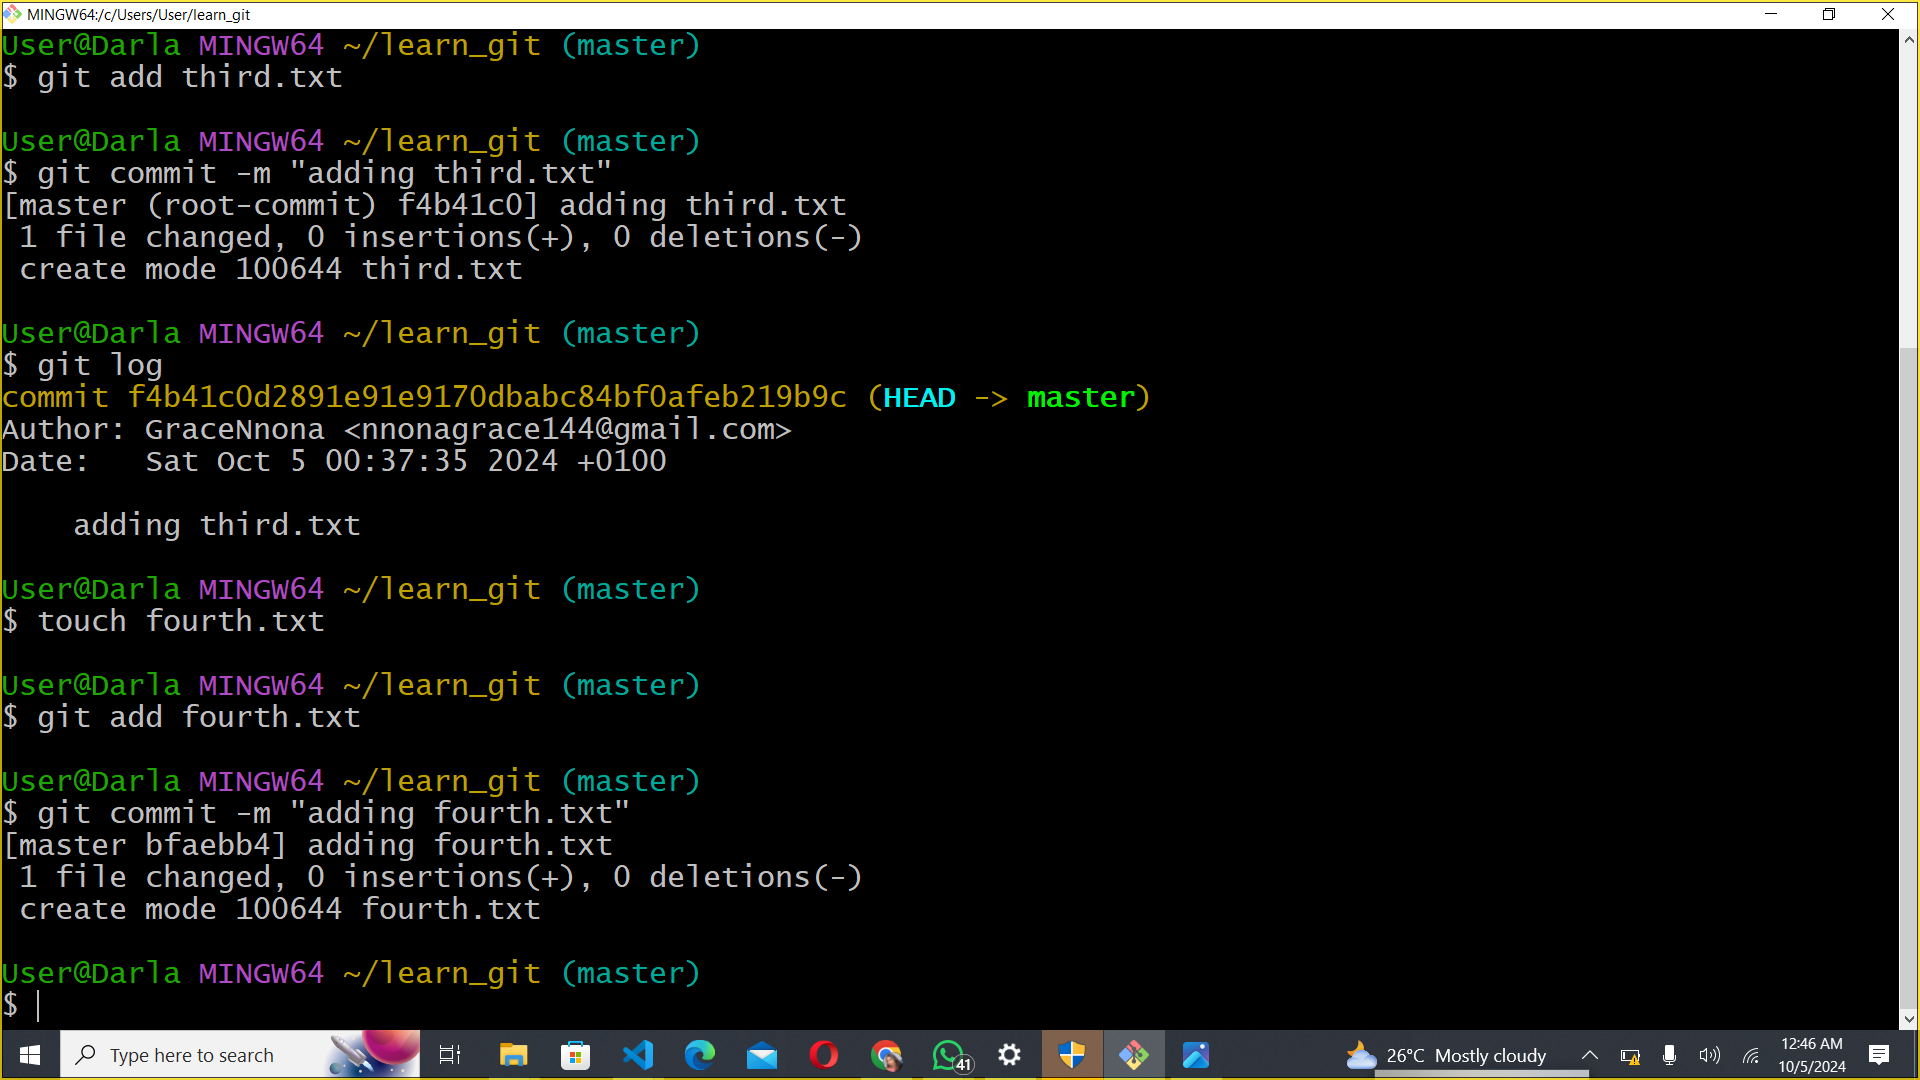 MINGW64:/c/Users/User/learn_git
User@Darla MINGW64 ~/learn_git (master)
$ git add third.txt
User@Darla MINGW64 ~/learn_git (master)
$ git commit -m "adding third.txt"
[master (root-commit) f4b41c0] adding third.txt
 1 file changed, 0 insertions(+), 0 deletions(-)
 create mode 100644 third.txt
User@Darla MINGW64 ~/learn_git (master)
$ git log
commit f4b41c0d2891e91e9170dbabc84bf0afeb219b9c (HEAD -> master)
Author: GraceNnona <nnonagrace144@gmail.com>
Date:   Sat Oct 5 00:37:35 2024 +0100
    adding third.txt
User@Darla MINGW64 ~/learn_git (master)
$ touch fourth.txt
User@Darla MINGW64 ~/learn_git (master)
$ git add fourth.txt
User@Darla MINGW64 ~/learn_git (master)
$ git commit -m "adding fourth.txt"
[master bfaebb4] adding fourth.txt
 1 file changed, 0 insertions(+), 0 deletions(-)
 create mode 100644 fourth.txt
User@Darla MINGW64 ~/learn_git (master)
$
Type here to search
41
26°C Mostly cloudy
12:46 AM
10/5/2024